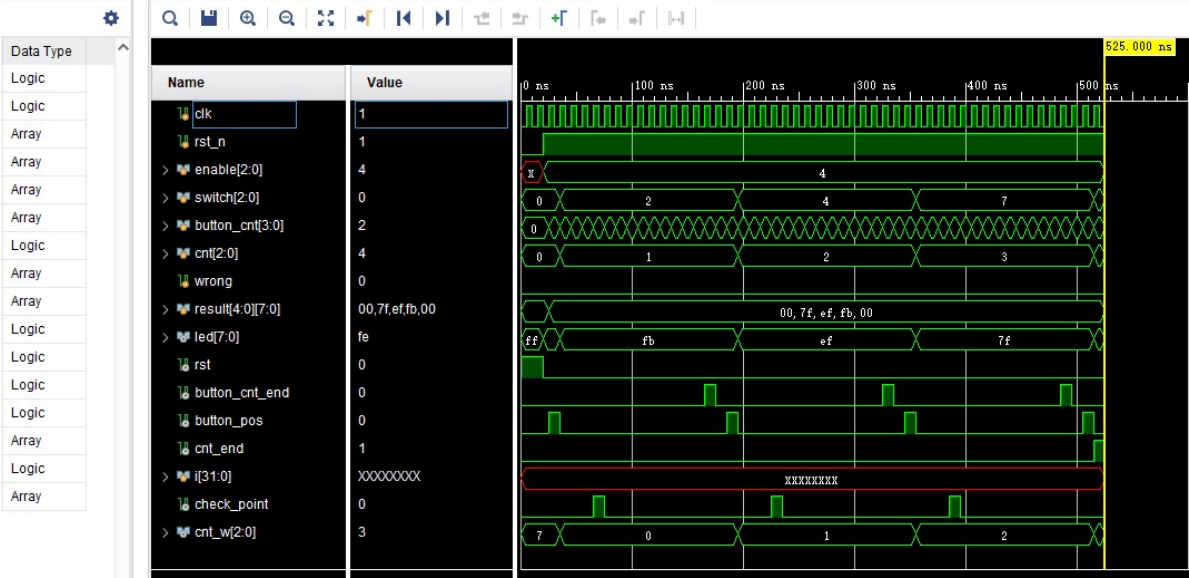 525.000 ns
Data Type
Name Value
0 ns 100 ns 200 ns 300 ns 400 ns 500 ns
Logic
clk 1
Logic
rst_n 1
Array
enable[2:0] 4 X 4
Array
switch[2:0] 0 0 2 4 7
Array
button_cnt[3:0] 2 0
Array
cnt[2:0] 4 0 1 2 3
Logic
wrong 0
Array
result[4:0][7:0] 00,7f,ef,fb,00 00, 7f, ef, fb, 00
Array
led[7:0] fe ff fb ef 7f
Logic
rst 0
Logic
button_cnt_end 0
Logic
button_pos 0
Logic
cnt_end 1
Array
i[31:0] XXXXXXXX XXXXXXXX
Logic
check_point 0
Array
cnt_w[2:0] 3 7 0 1 2